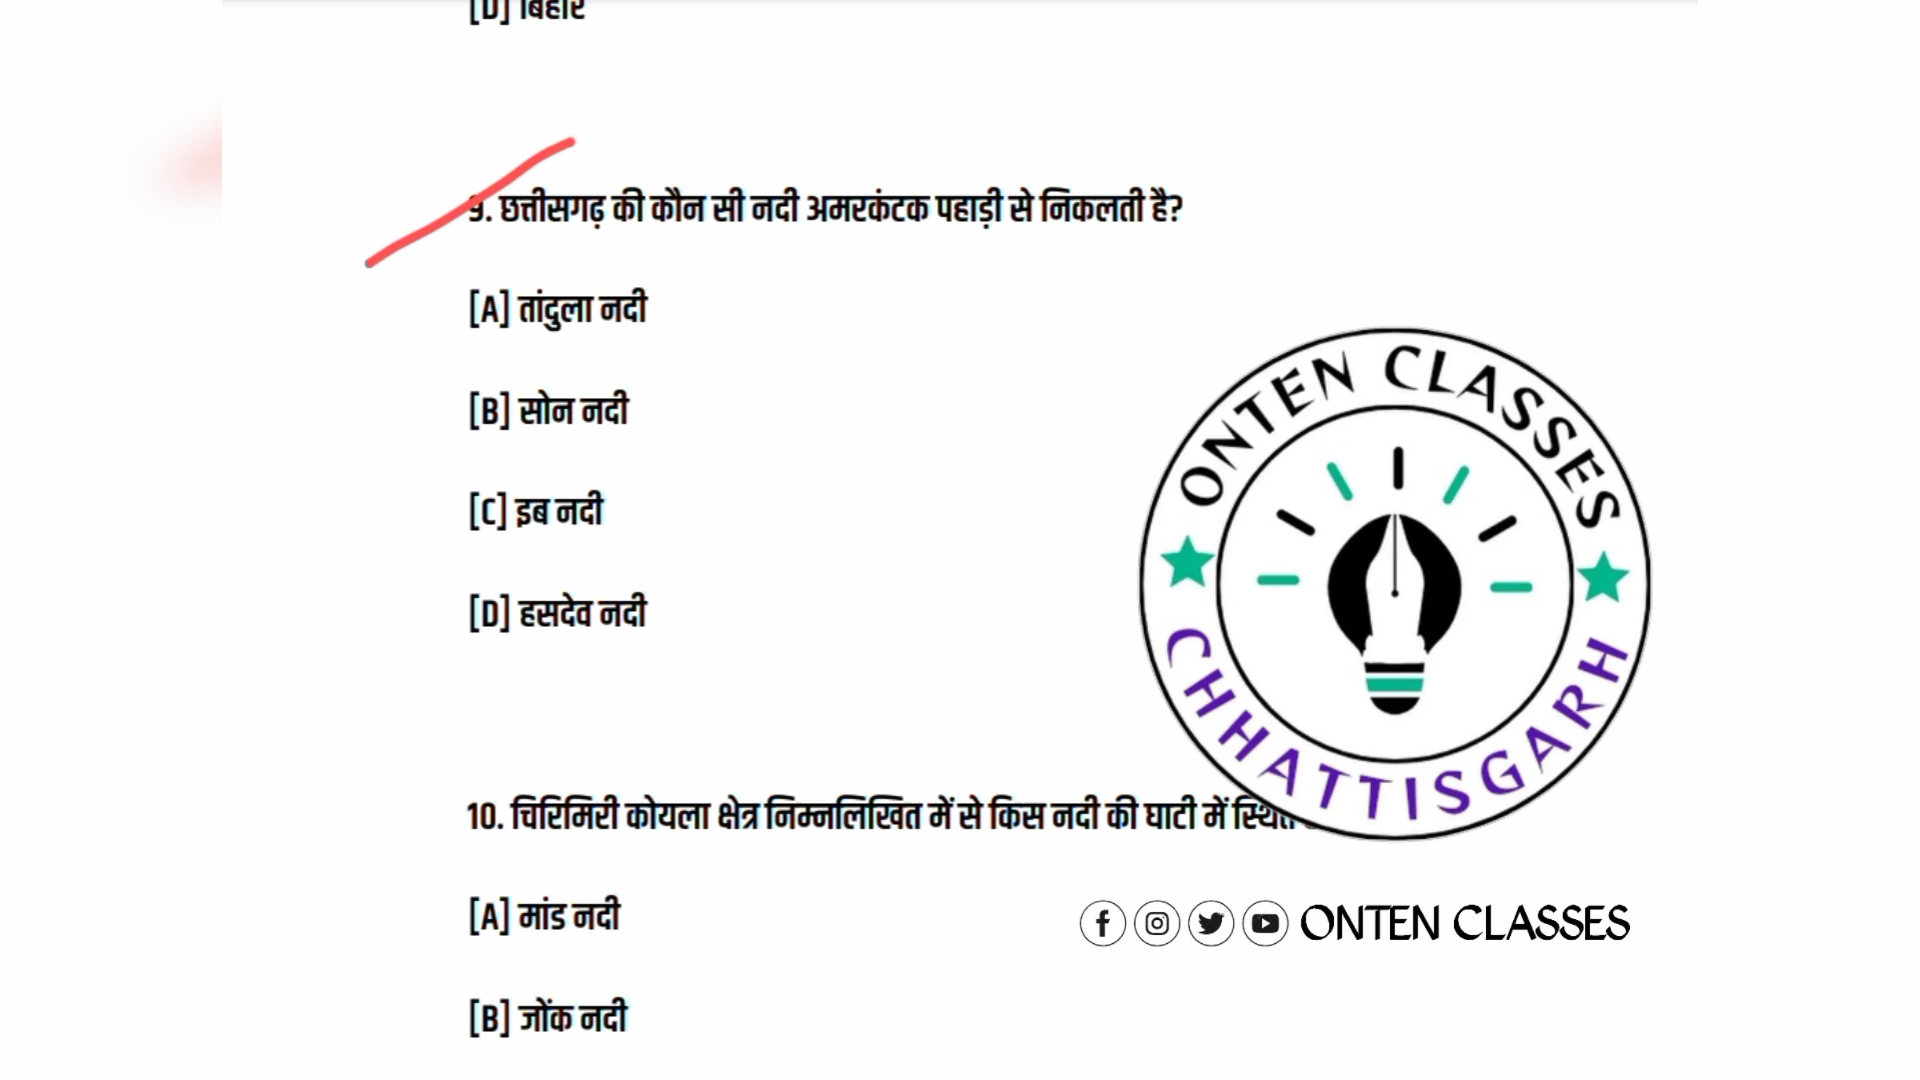 [D] बिहार
9. छत्तीसगढ़ की कौन सी नदी अमरकंटक पहाड़ी से निकलती है?
[A] तांदुला नदी
[B] सोन नदी
[C] इब नदी
[D] हसदेव नदी
ONTEN CLASSES
CHHATTISGARH
10. चिरिमिरी कोयला क्षेत्र निम्नलिखित में से किस नदी की घाटी में स्थित
[A] मांड नदी
ONTEN CLASSES
[B] जोंक नदी